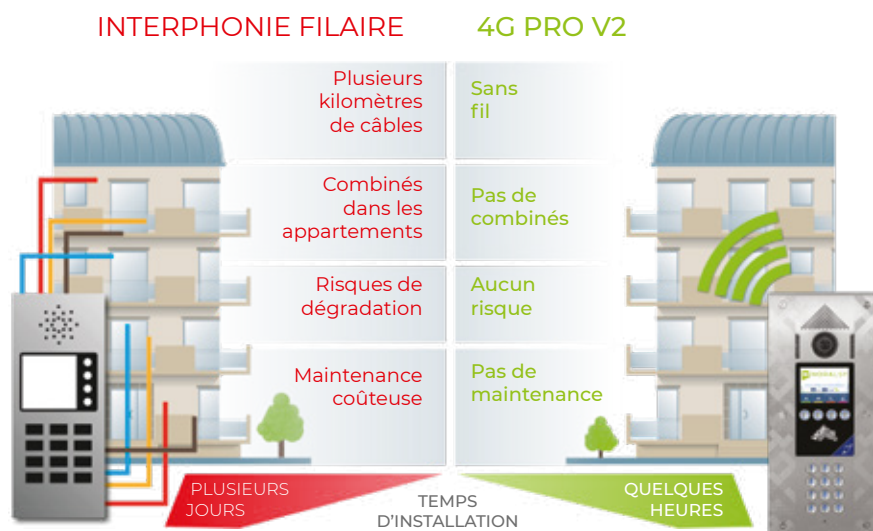 INTERPHONIE FILAIRE
4G PRO V2
Plusieurs
kilomètres
de câbles
Sans
fil
Combinés
dans les
appartements
Pas de
combinés
Risques de
dégradation
Aucun
risque
Maintenance
coûteuse
Pas de
maintenance
PLUSIEURS
JOURS
TEMPS
D'INSTALLATION
QUELQUES
HEURES